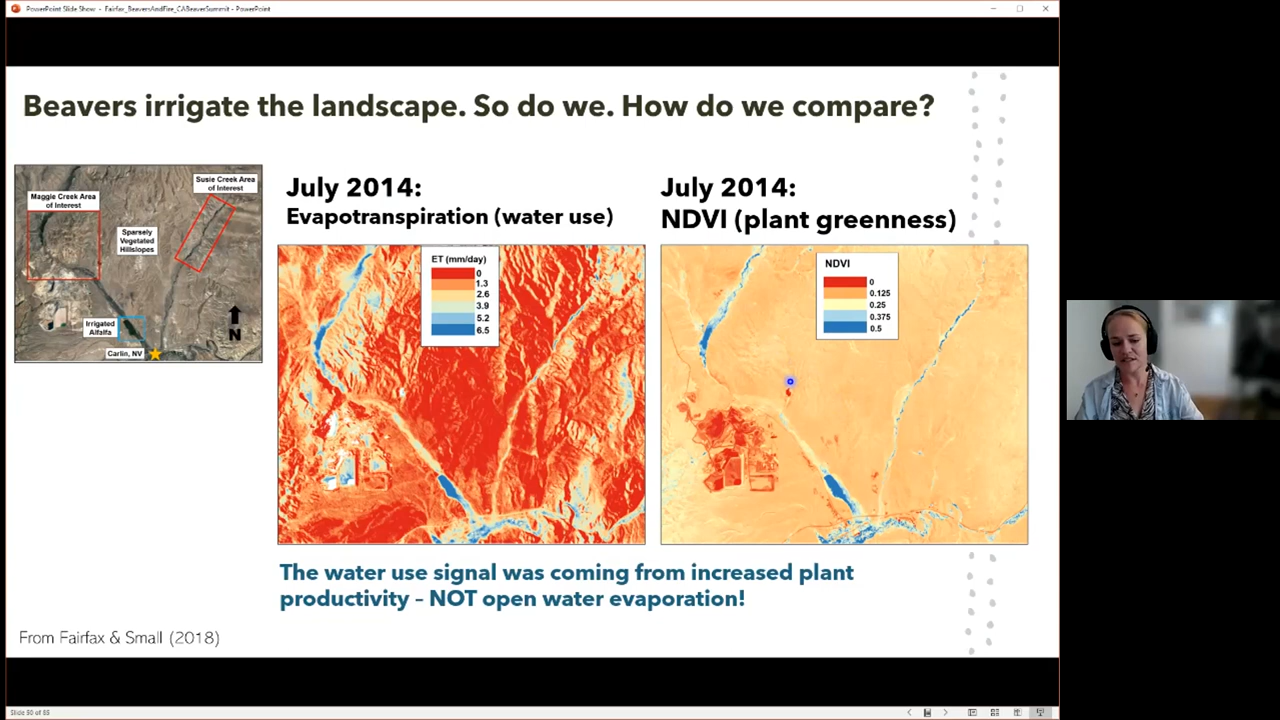 PowerPoint Slide Show - Fairfax_BeaversAndFire_CABeaverSummit - PowerPoint
Beavers irrigate the landscape. So do we. How do we compare?
Maggie Creek Area
of Interest
Susie Creek Area
of Interest
Sparsely
Vegetated
Hillslopes
Irrigated
Alfalfa
Carlin, NV
N
July 2014:
Evapotranspiration (water use)
ET (mm/day)
0
1.3
2.6
3.9
5.2
6.5
July 2014:
NDVI (plant greenness)
NDVI
0
0.125
0.25
0.375
0.5
The water use signal was coming from increased plant
productivity – NOT open water evaporation!
From Fairfax & Small (2018)
Slide 50 of 85